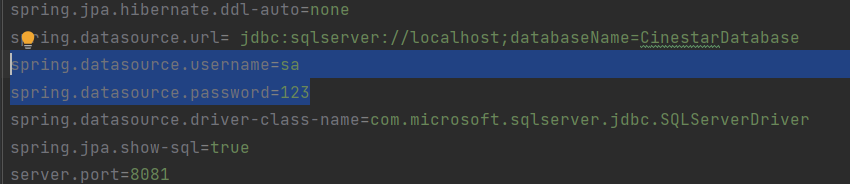 spring.jpa.hibernate.ddl-auto=none
spring.datasource.url= jdbc:sqlserver://localhost;databaseName=CinestarDatabase
spring.datasource.username=sa
spring.datasource.password=123
spring.datasource.driver-class-name=com.microsoft.sqlserver.jdbc.SQLServerDriver
spring.jpa.show-sql=true
server.port=8081